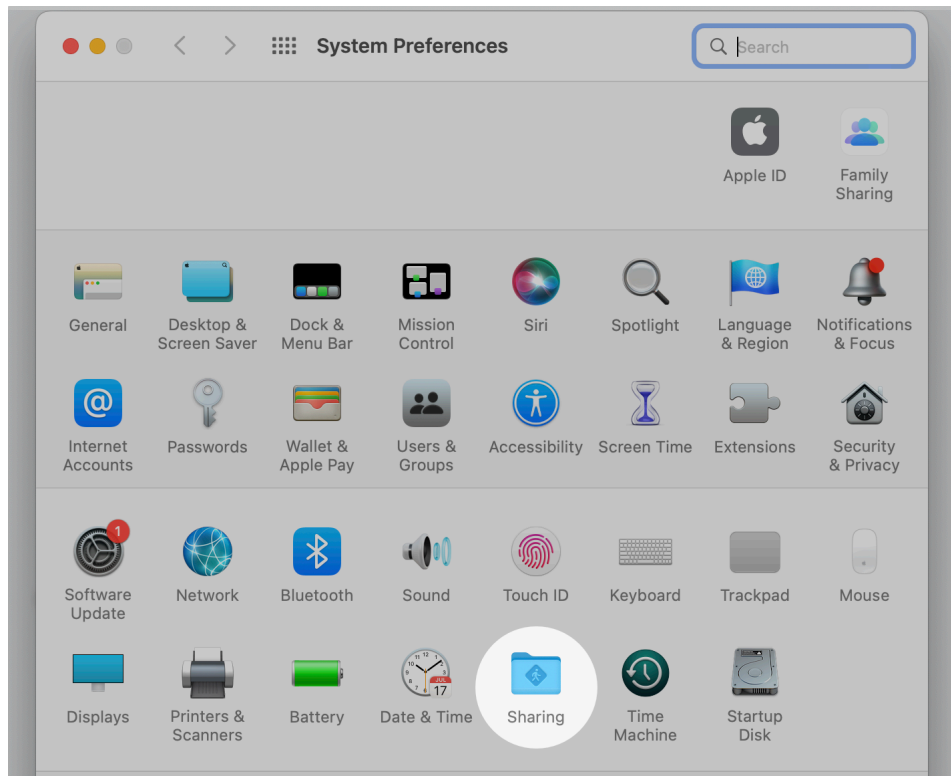 System Preferences
Search
Apple ID
Family
Sharing
General
Desktop &
Screen Saver
Dock &
Menu Bar
Mission
Control
Siri
Spotlight
Language
& Region
Notifications
& Focus
Internet
Accounts
Passwords
Wallet &
Apple Pay
Users &
Groups
Accessibility
Screen Time
Extensions
Security
& Privacy
1
Software
Update
Network
Bluetooth
Sound
Touch ID
Keyboard
Trackpad
Mouse
Displays
Printers &
Scanners
Battery
JUL
17
Date & Time
Sharing
Time
Machine
Startup
Disk